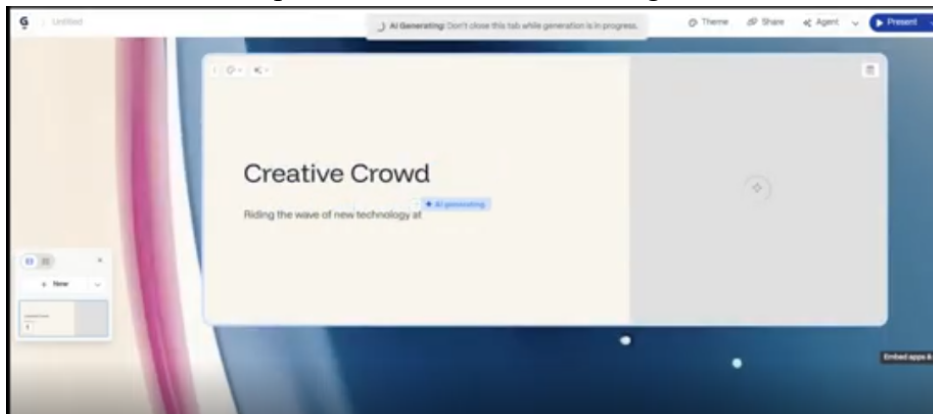 G
Untitled
AI Generating: Don't close this tab while generation is in progress.
Theme
Share
Agent
Present
Creative Crowd
AI generating
Riding the wave of new technology at
New
Embed apps &